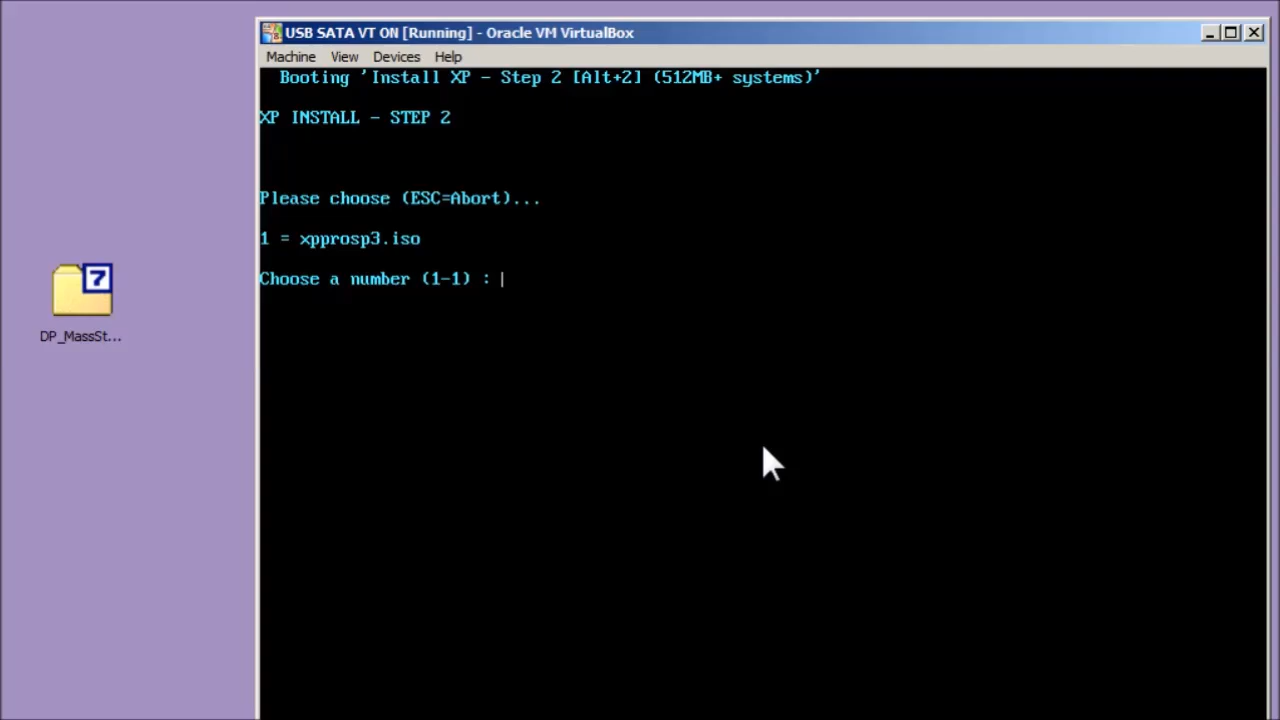 USB SATA VT ON [Running] - Oracle VM VirtualBox
Machine View Devices Help
Booting 'Install XP - Step 2 [Alt+2] (512MB+ systems)'
XP INSTALL - STEP 2
Please choose (ESC=Abort)...
1 = xpprosp3.iso
Choose a number (1-1) :
7
DP_MassSt...